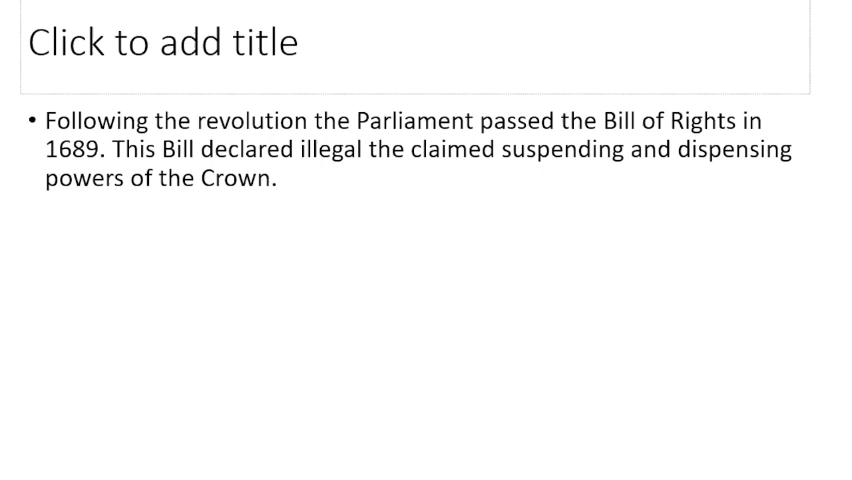 Click to add title
• Following the revolution the Parliament passed the Bill of Rights in
1689. This Bill declared illegal the claimed suspending and dispensing
powers of the Crown.